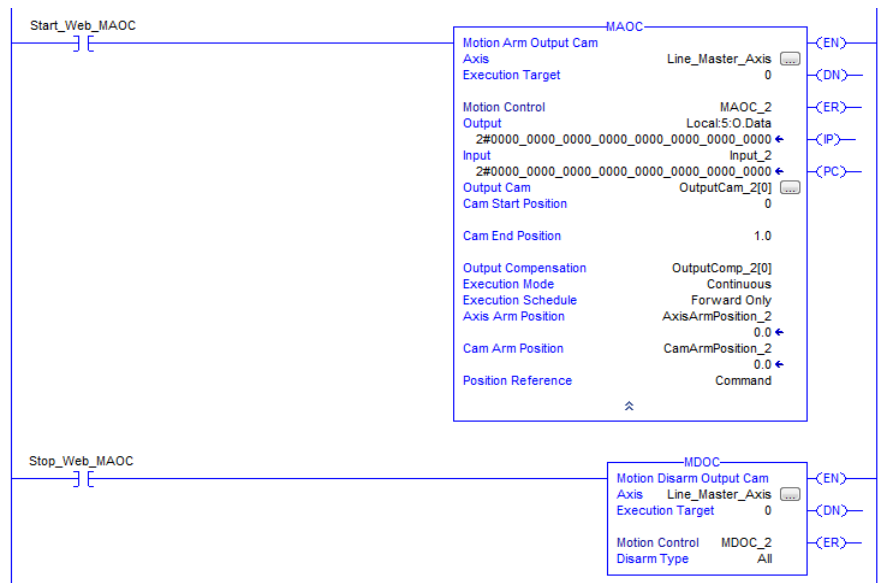 Start_Web_MAOC
MAOC
Motion Arm Output Cam
Axis Line_Master_Axis ...
Execution Target 0
Motion Control MAOC_2
Output Local:5:O.Data
2#0000_0000_0000_0000_0000_0000_0000_0000
Input Input_2
2#0000_0000_0000_0000_0000_0000_0000_0000
Output Cam OutputCam_2[0] ...
Cam Start Position 0
Cam End Position 1.0
Output Compensation OutputComp_2[0]
Execution Mode Continuous
Execution Schedule Forward Only
Axis Arm Position AxisArmPosition_2
0.0
Cam Arm Position CamArmPosition_2
0.0
Position Reference Command
EN
DN
ER
IP
PC
Stop_Web_MAOC
MDOC
Motion Disarm Output Cam
Axis Line_Master_Axis ...
Execution Target 0
Motion Control MDOC_2
Disarm Type All
EN
DN
ER